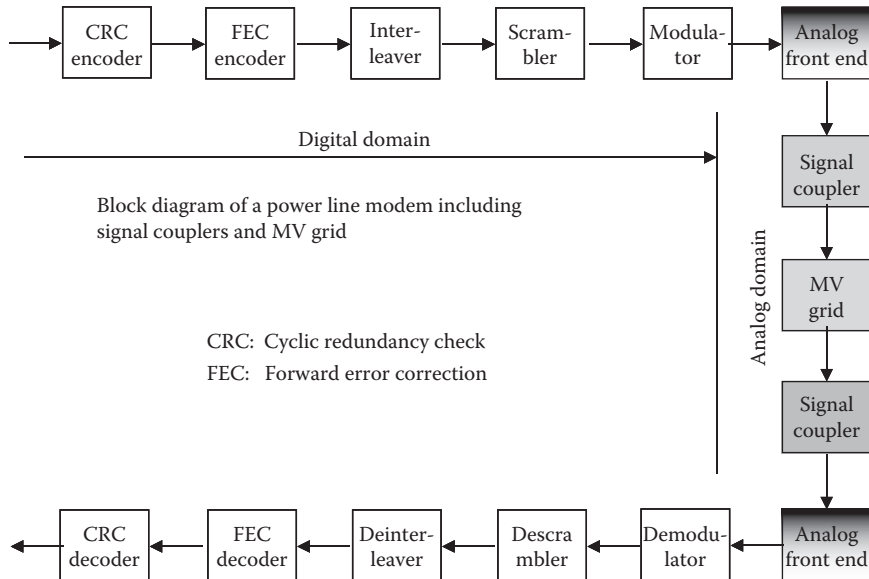 CRC
encoder
FEC
encoder
Inter-
leaver
Scram-
bler
Modula-
tor
Analog
front end
Digital domain
Signal
coupler
Block diagram of a power line modem including
signal couplers and MV grid
Analog domain
MV
grid
CRC: Cyclic redundancy check
FEC: Forward error correction
Signal
coupler
CRC
decoder
FEC
decoder
Deinter-
leaver
Descra-
mbler
Demodu-
lator
Analog
front end